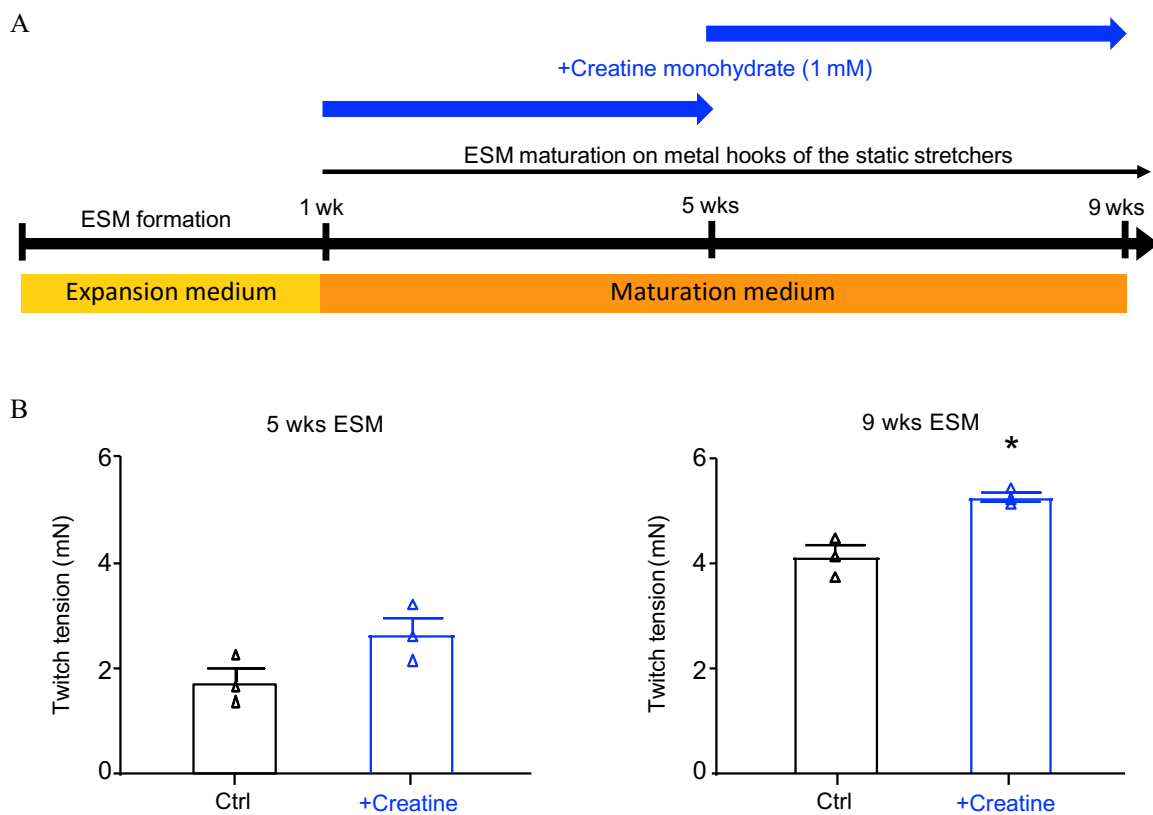 A
+Creatine monohydrate (1 mM)
ESM maturation on metal hooks of the static stretchers
ESM formation
1 wk
5 wks
9 wks
Expansion medium
Maturation medium
B
5 wks ESM
6
4
2
0
Twitch tension (mN)
Ctrl
+Creatine
9 wks ESM
*
6
4
2
0
Twitch tension (mN)
Ctrl
+Creatine